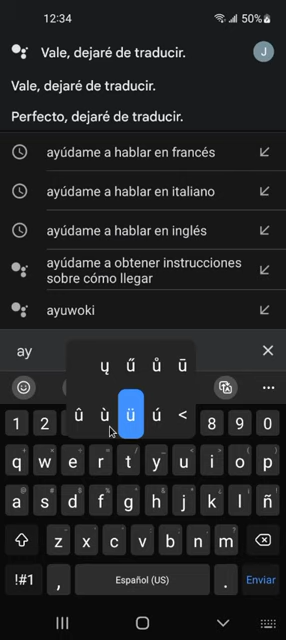 12:34 50%
Vale, dejaré de traducir. J
Vale, dejaré de traducir.
Perfecto, dejaré de traducir.
ayúdame a hablar en francés
ayúdame a hablar en italiano
ayúdame a hablar en inglés
ayúdame a obtener instrucciones
sobre cómo llegar
ayuwoki
ay
ų ű ů ū
û ù ü ú <
1 2 8 9 0
q w e r t y u i o p
a s d f g h j k l ñ
z x c v b n m
!#1 , Español (US) . Enviar